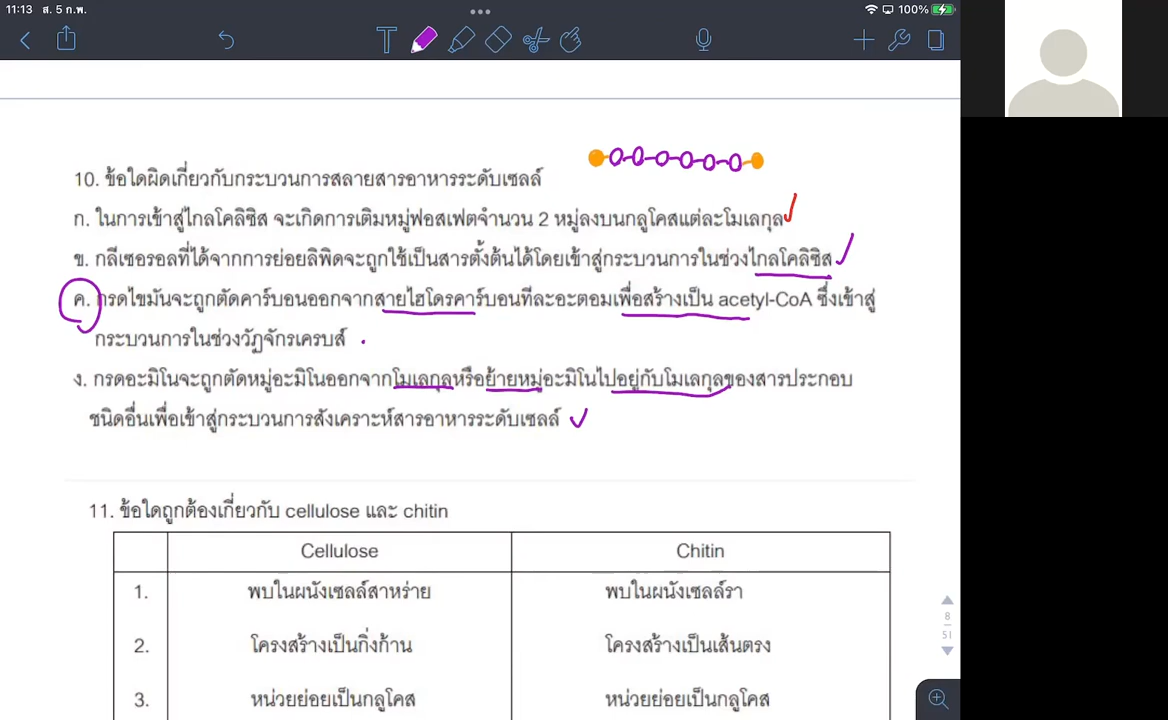 11:13 ส. 5 ก.พ.
100%
T
10. ข้อใดผิดเกี่ยวกับกระบวนการสลายสารอาหารระดับเซลล์
ก. ในการเข้าสู่ไกลโคลิซิส จะเกิดการเติมหมู่ฟอสเฟตจำนวน 2 หมู่ลงบนกลูโคสแต่ละโมเลกุล
ข. กลีเซอรอลที่ได้จากการย่อยลิพิดจะถูกใช้เป็นสารตั้งต้นได้โดยเข้าสู่กระบวนการในช่วงไกลโคลิซิส
ค. กรดไขมันจะถูกตัดคาร์บอนออกจากสายไฮโดรคาร์บอนทีละอะตอมเพื่อสร้างเป็น acetyl-CoA ซึ่งเข้าสู่
กระบวนการในช่วงวัฏจักรเครบส์
ง. กรดอะมิโนจะถูกตัดหมู่อะมิโนออกจากโมเลกุลหรือย้ายหมู่อะมิโนไปอยู่กับโมเลกุลของสารประกอบ
ชนิดอื่นเพื่อเข้าสู่กระบวนการสังเคราะห์สารอาหารระดับเซลล์
11. ข้อใดถูกต้องเกี่ยวกับ cellulose และ chitin
Cellulose Chitin
1. พบในผนังเซลล์สาหร่าย พบในผนังเซลล์รา
2. โครงสร้างเป็นกิ่งก้าน โครงสร้างเป็นเส้นตรง
3. หน่วยย่อยเป็นกลูโคส หน่วยย่อยเป็นกลูโคส
8
51